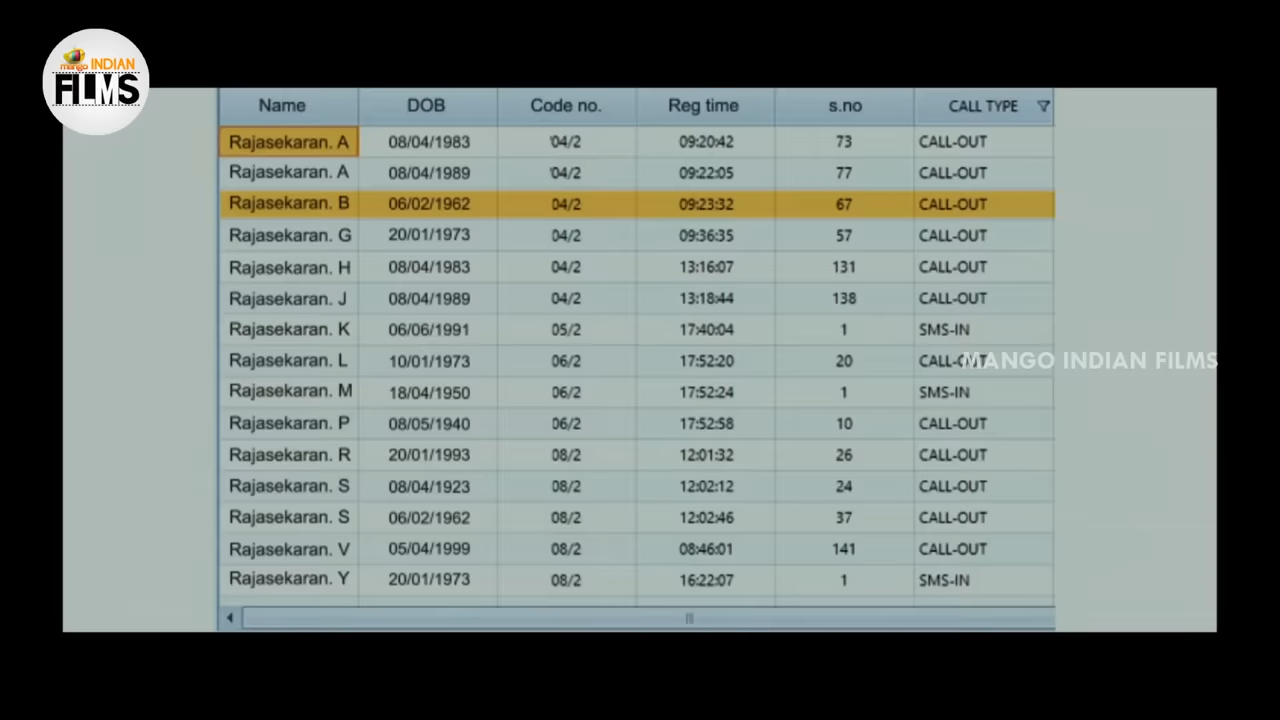 mango INDIAN
FILMS
Name DOB Code no. Reg time s.no CALL TYPE
Rajasekaran. A 08/04/1983 '04/2 09:20:42 73 CALL-OUT
Rajasekaran. A 08/04/1989 '04/2 09:22:05 77 CALL-OUT
Rajasekaran. B 06/02/1962 04/2 09:23:32 67 CALL-OUT
Rajasekaran. G 20/01/1973 04/2 09:36:35 57 CALL-OUT
Rajasekaran. H 08/04/1983 04/2 13:16:07 131 CALL-OUT
Rajasekaran. J 08/04/1989 04/2 13:18:44 138 CALL-OUT
Rajasekaran. K 06/06/1991 05/2 17:40:04 1 SMS-IN
Rajasekaran. L 10/01/1973 06/2 17:52:20 20 CALL-OUT
MANGO INDIAN FILMS
Rajasekaran. M 18/04/1950 06/2 17:52:24 1 SMS-IN
Rajasekaran. P 08/05/1940 06/2 17:52:58 10 CALL-OUT
Rajasekaran. R 20/01/1993 08/2 12:01:32 26 CALL-OUT
Rajasekaran. S 08/04/1923 08/2 12:02:12 24 CALL-OUT
Rajasekaran. S 06/02/1962 08/2 12:02:46 37 CALL-OUT
Rajasekaran. V 05/04/1999 08/2 08:46:01 141 CALL-OUT
Rajasekaran. Y 20/01/1973 08/2 16:22:07 1 SMS-IN